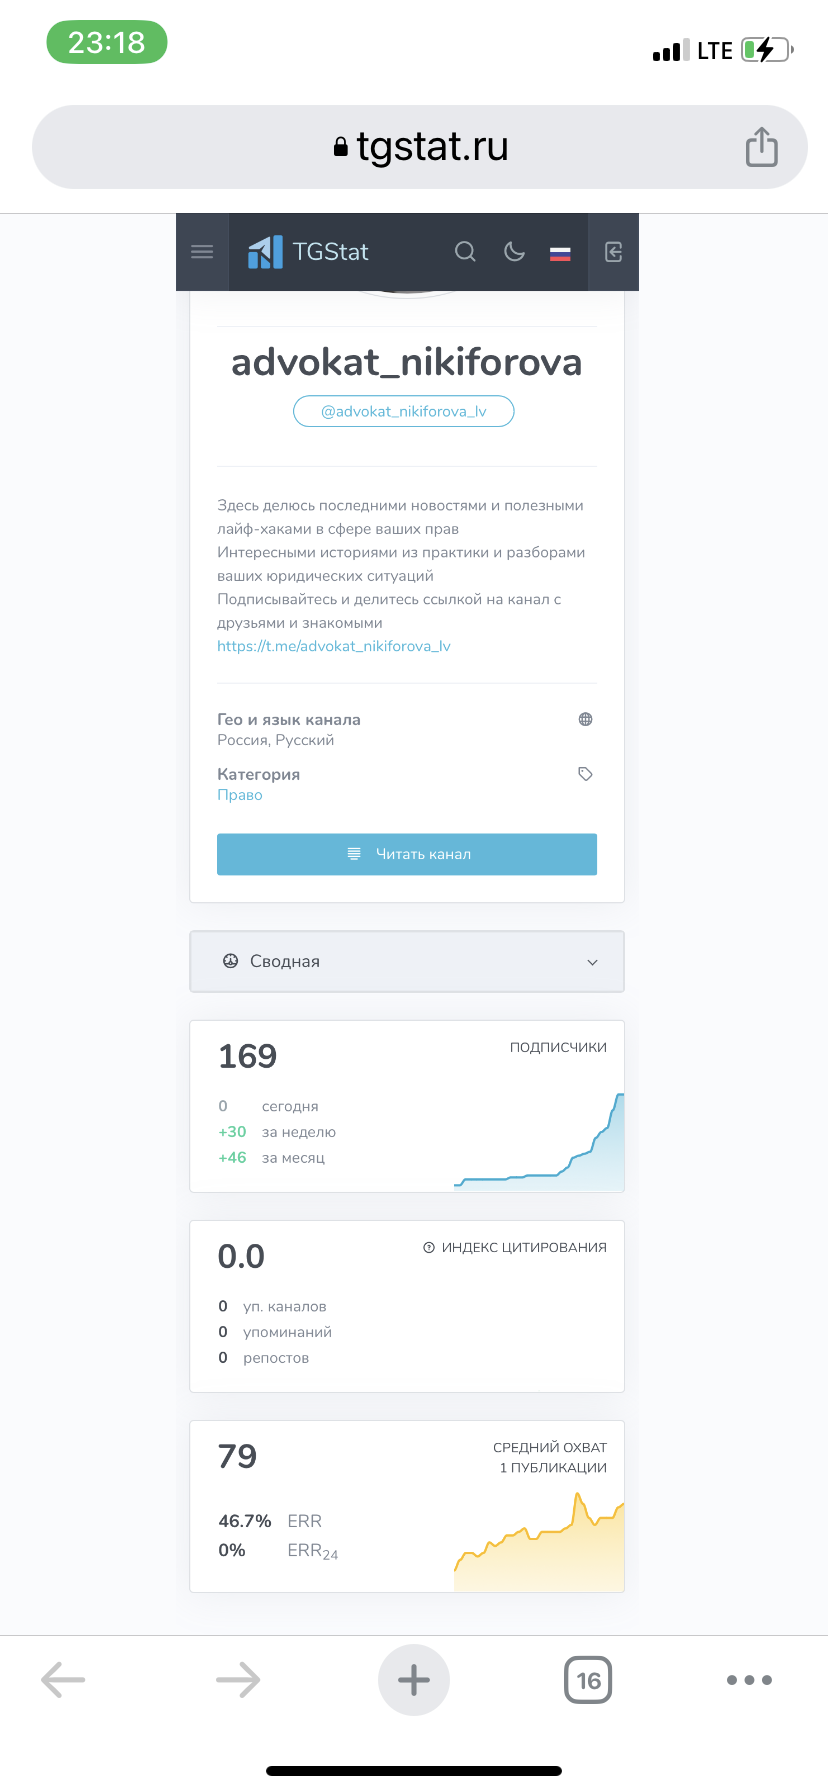 23:18
LTE
tgstat.ru
TGStat
advokat_nikiforova
@advokat_nikiforova_lv
Здесь делюсь последними новостями и полезными
лайф-хаками в сфере ваших прав
Интересными историями из практики и разборами
ваших юридических ситуаций
Подписывайтесь и делитесь ссылкой на канал с
друзьями и знакомыми
https://t.me/advokat_nikiforova_lv
Гео и язык канала
Россия, Русский
Категория
Право
Читать канал
Сводная
169
ПОДПИСЧИКИ
0 сегодня
+30 за неделю
+46 за месяц
0.0
ИНДЕКС ЦИТИРОВАНИЯ
0 уп. каналов
0 упоминаний
0 репостов
79
СРЕДНИЙ ОХВАТ
1 ПУБЛИКАЦИИ
46.7% ERR
0% ERR24
16